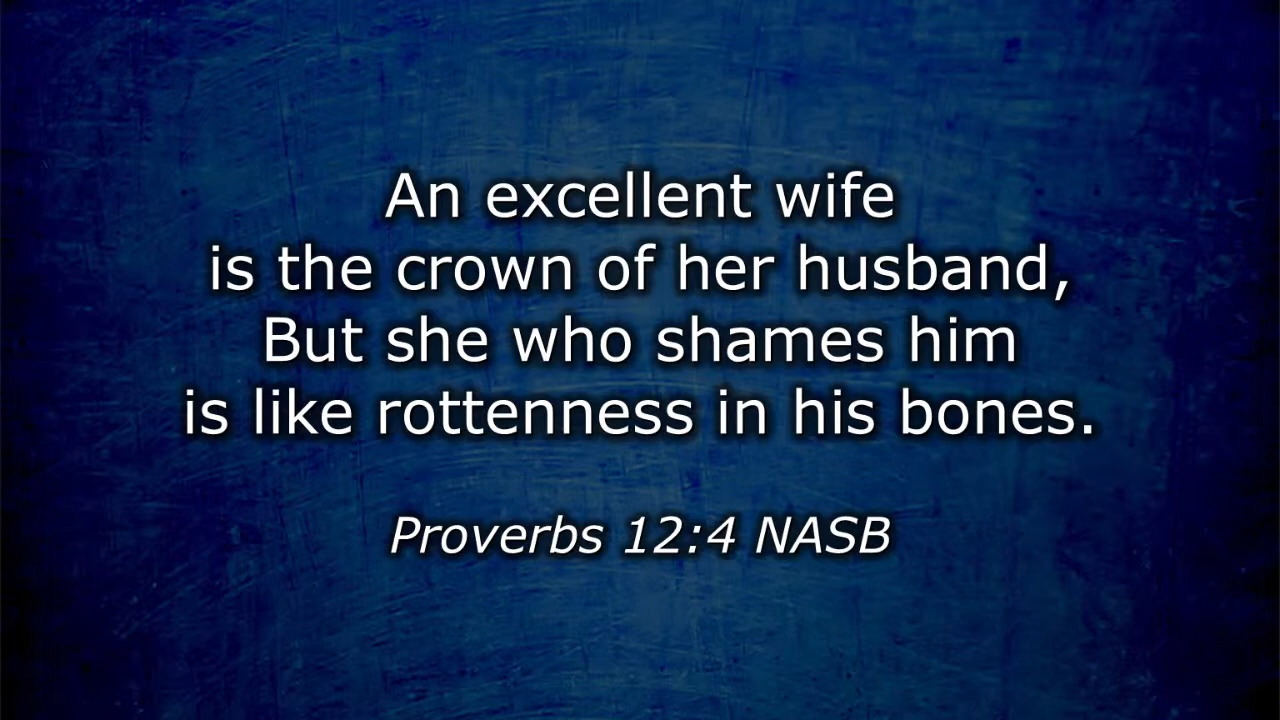 An excellent wife
is the crown of her husband,
But she who shames him
is like rottenness in his bones.
Proverbs 12:4 NASB